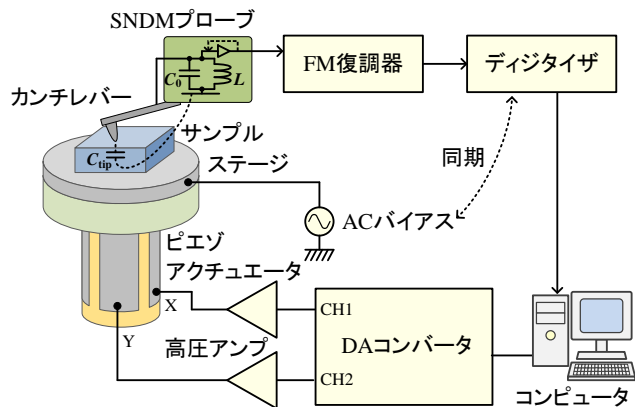 SNDMプローブ
C0
L
FM復調器
ディジタイザ
カンチレバー
サンプル
Ctip
ステージ
同期
ACバイアス
ピエゾ
アクチュエータ
X
Y
高圧アンプ
CH1
DAコンバータ
CH2
コンピュータ